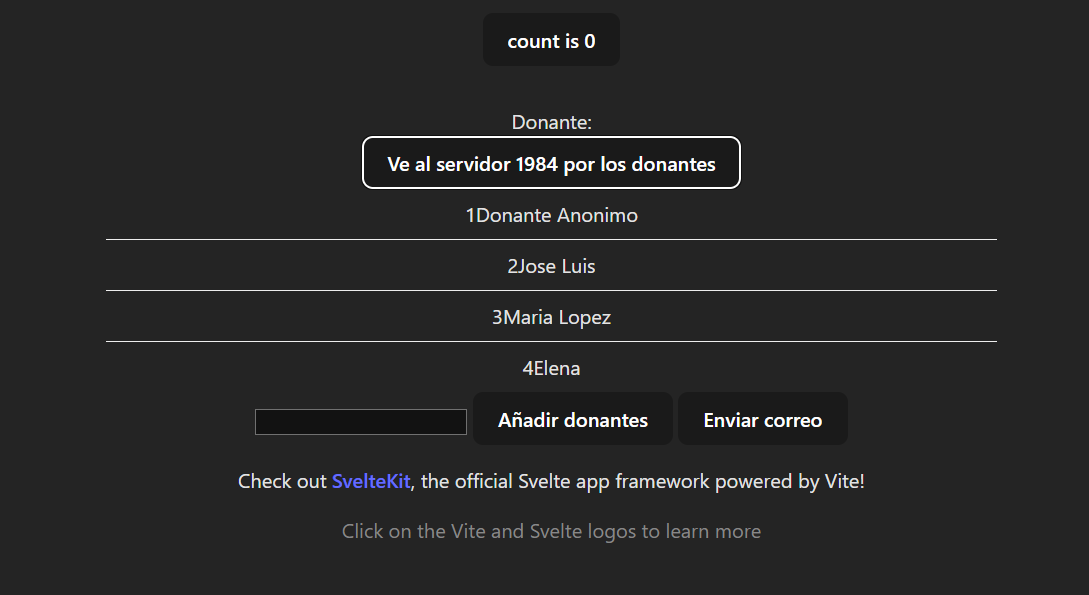 count is 0
Donante:
Ve al servidor 1984 por los donantes
1Donante Anonimo
2Jose Luis
3Maria Lopez
4Elena
Añadir donantes Enviar correo
Check out SvelteKit, the official Svelte app framework powered by Vite!
Click on the Vite and Svelte logos to learn more